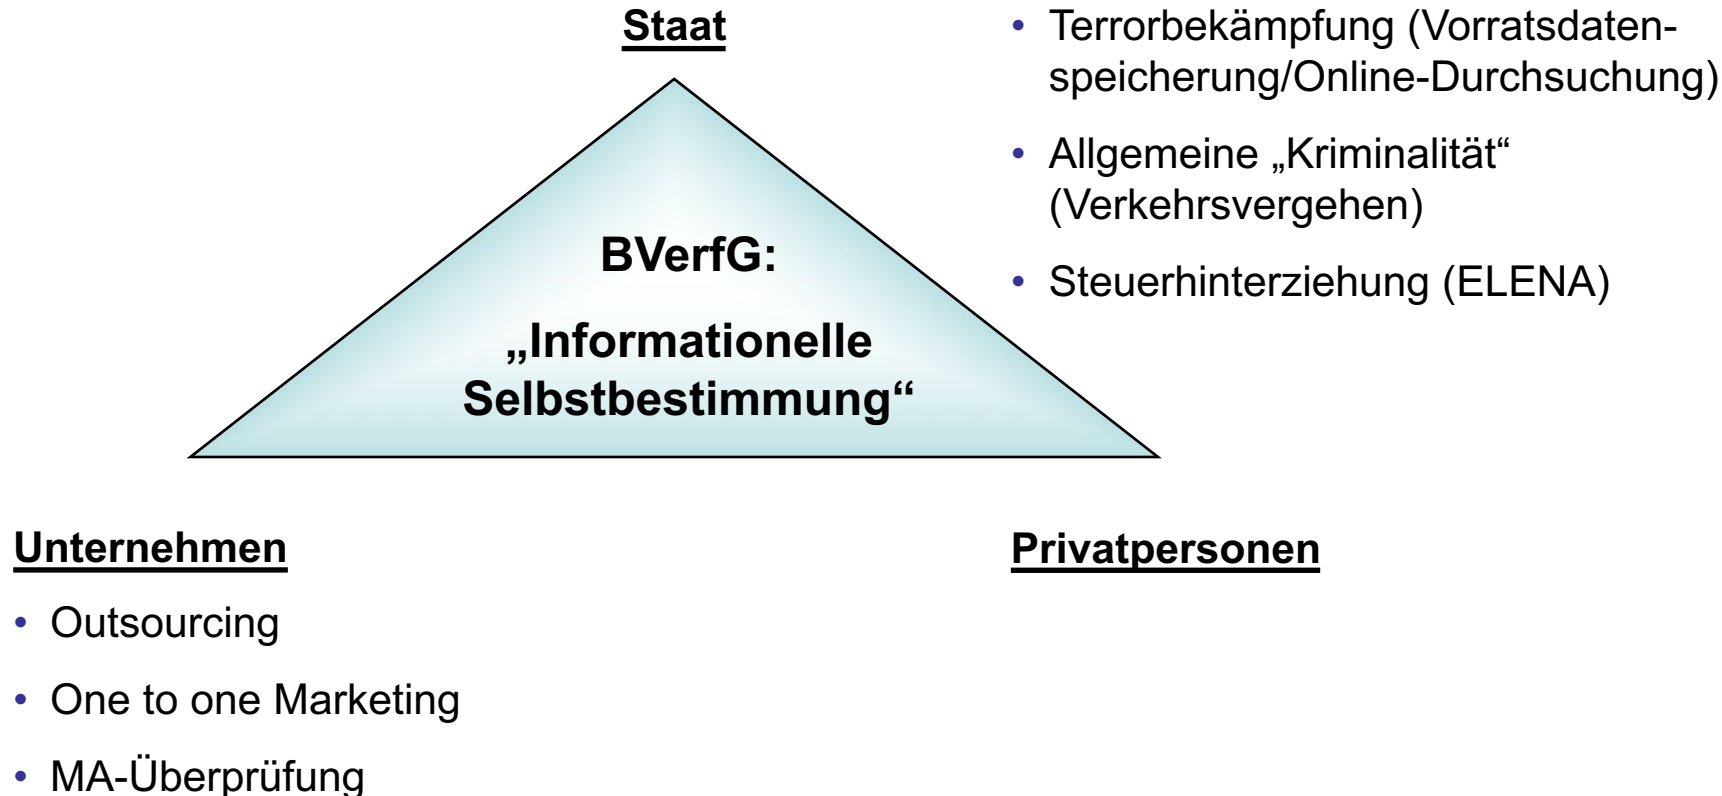 Staat
• Terrorbekämpfung (Vorratsdaten-
speicherung/Online-Durchsuchung)
• Allgemeine „Kriminalität“
(Verkehrsvergehen)
• Steuerhinterziehung (ELENA)
BVerfG:
„Informationelle
Selbstbestimmung“
Unternehmen
• Outsourcing
• One to one Marketing
• MA-Überprüfung
Privatpersonen